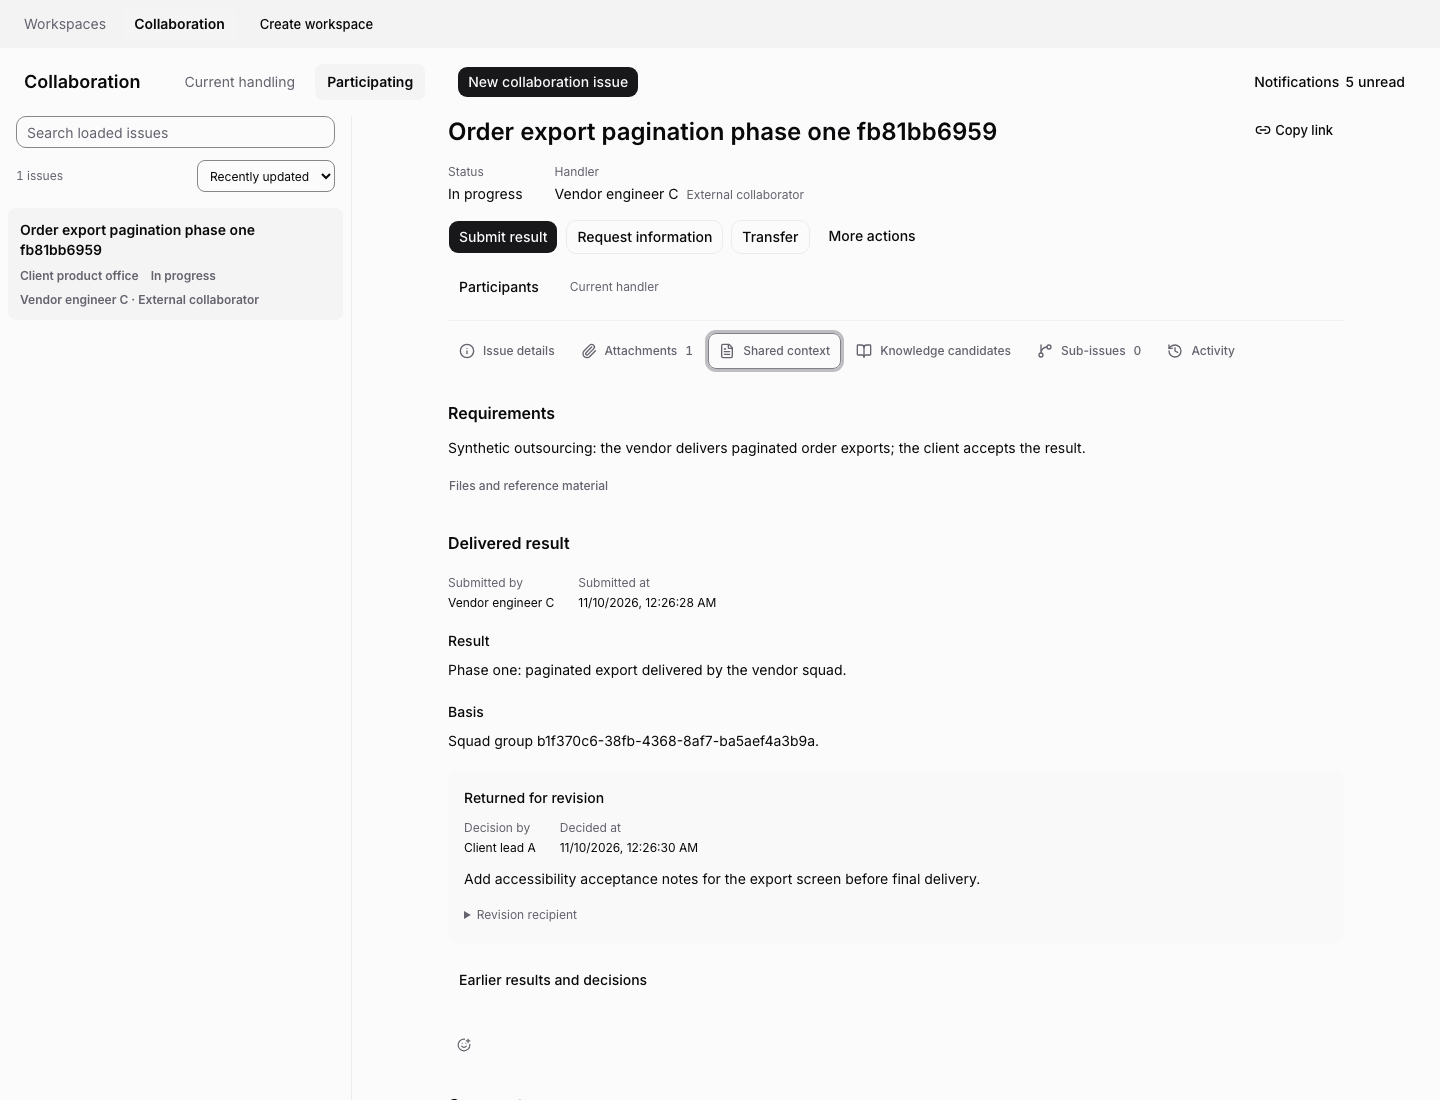 Workspaces Collaboration Create workspace
Collaboration Current handling Participating New collaboration issue Notifications 5 unread
Search loaded issues
1 issues Recently updated
Order export pagination phase one
fb81bb6959
Client product office In progress
Vendor engineer C · External collaborator
Order export pagination phase one fb81bb6959 Copy link
Status Handler
In progress Vendor engineer C External collaborator
Submit result Request information Transfer More actions
Participants Current handler
Issue details Attachments 1 Shared context Knowledge candidates Sub-issues 0 Activity
Requirements
Synthetic outsourcing: the vendor delivers paginated order exports; the client accepts the result.
Files and reference material
Delivered result
Submitted by Submitted at
Vendor engineer C 11/10/2026, 12:26:28 AM
Result
Phase one: paginated export delivered by the vendor squad.
Basis
Squad group b1f370c6-38fb-4368-8af7-ba5aef4a3b9a.
Returned for revision
Decision by Decided at
Client lead A 11/10/2026, 12:26:30 AM
Add accessibility acceptance notes for the export screen before final delivery.
Revision recipient
Earlier results and decisions